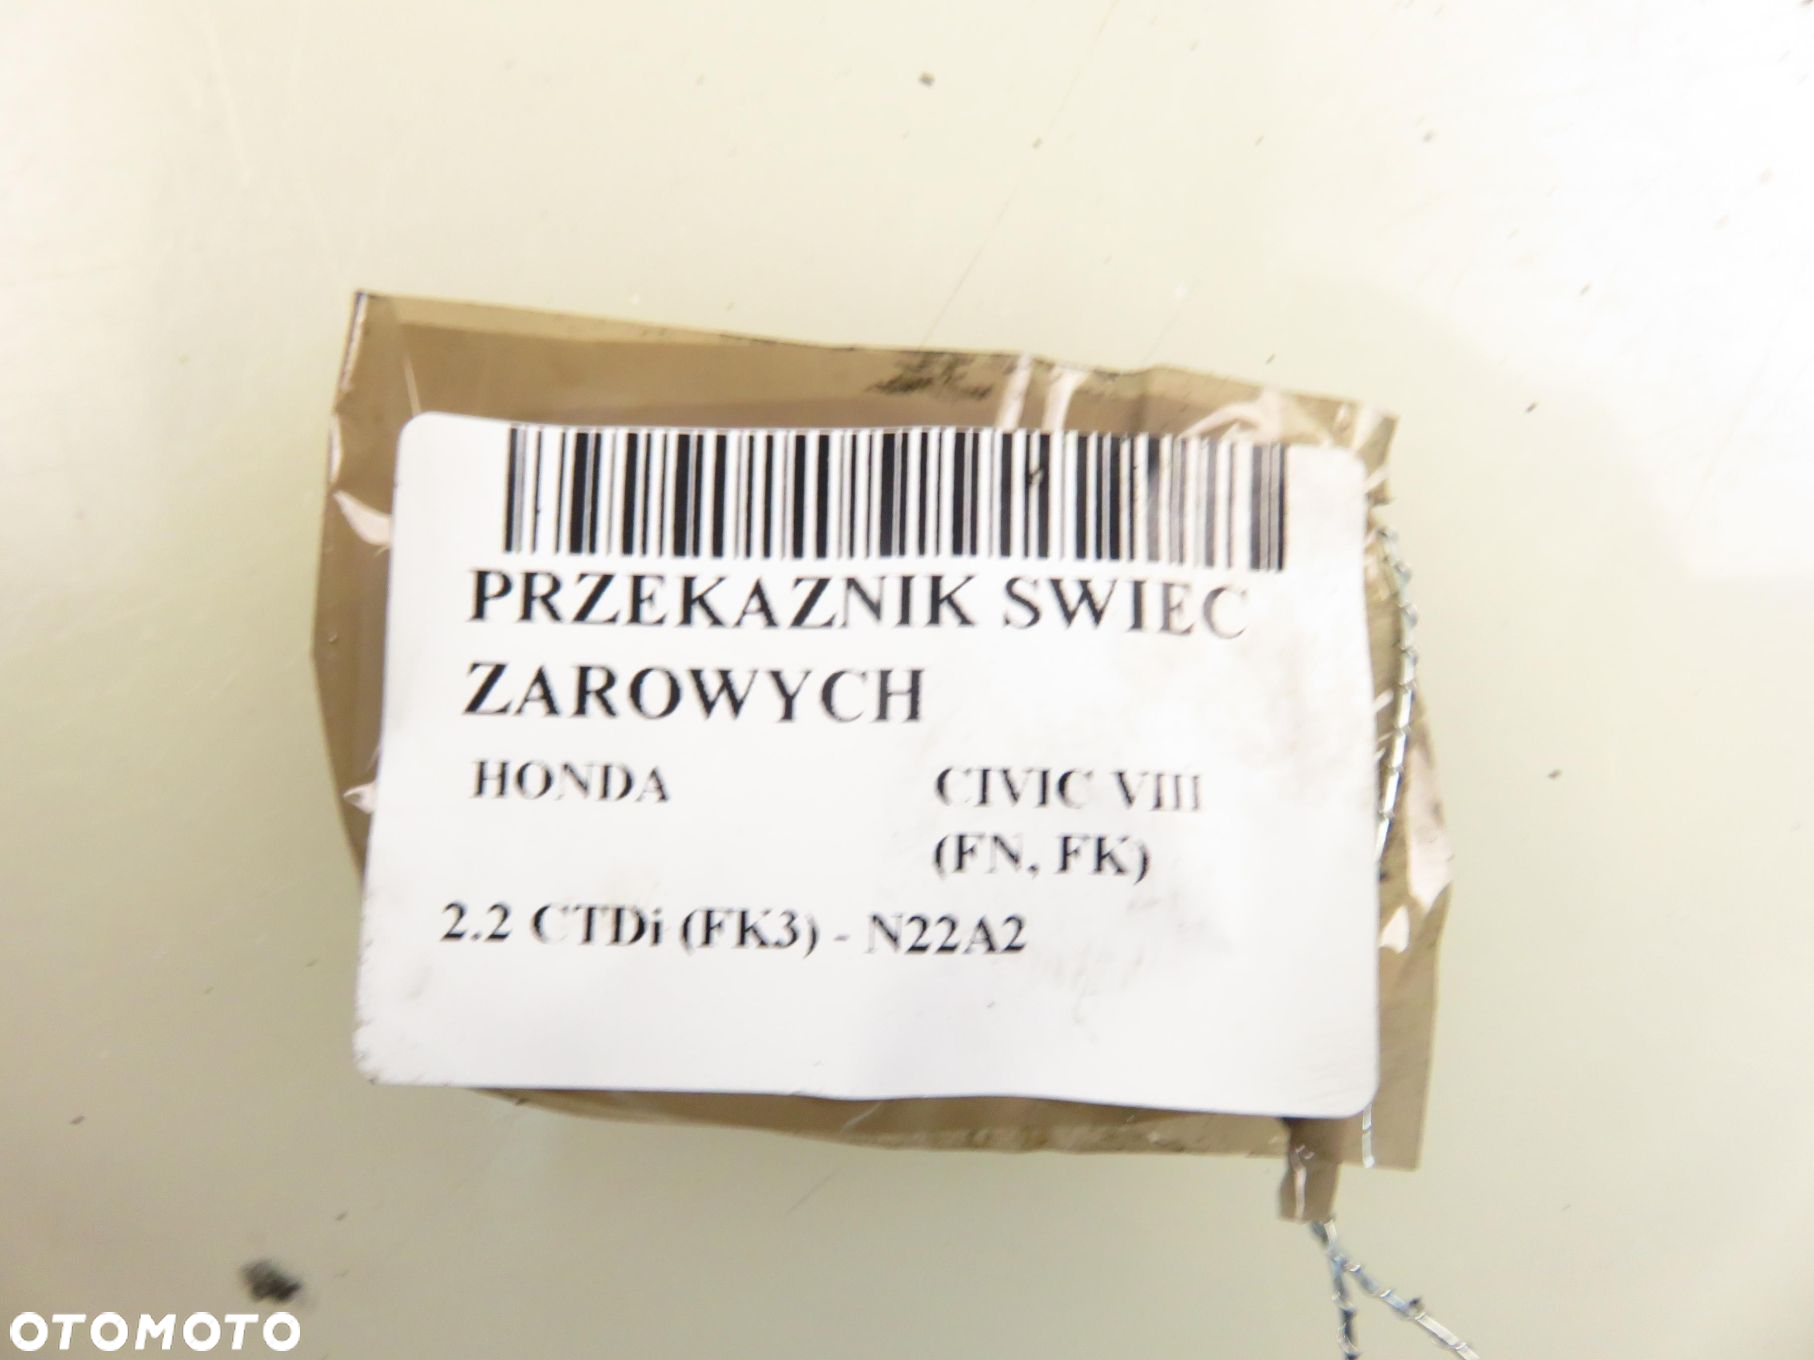 PRZEKAZNIK SWIEC
ZAROWYCH
HONDA CIVIC VIII
(FN, FK)
2.2 CTDi (FK3) - N22A2
OTOMOTO